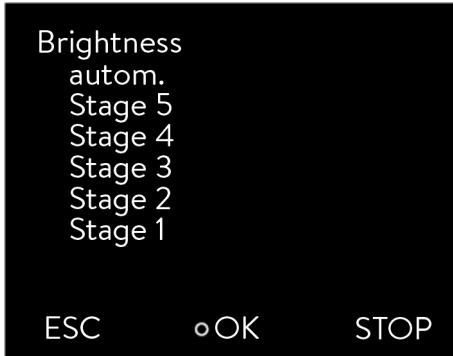 Brightness
autom.
Stage 5
Stage 4
Stage 3
Stage 2
Stage 1
ESC OK STOP